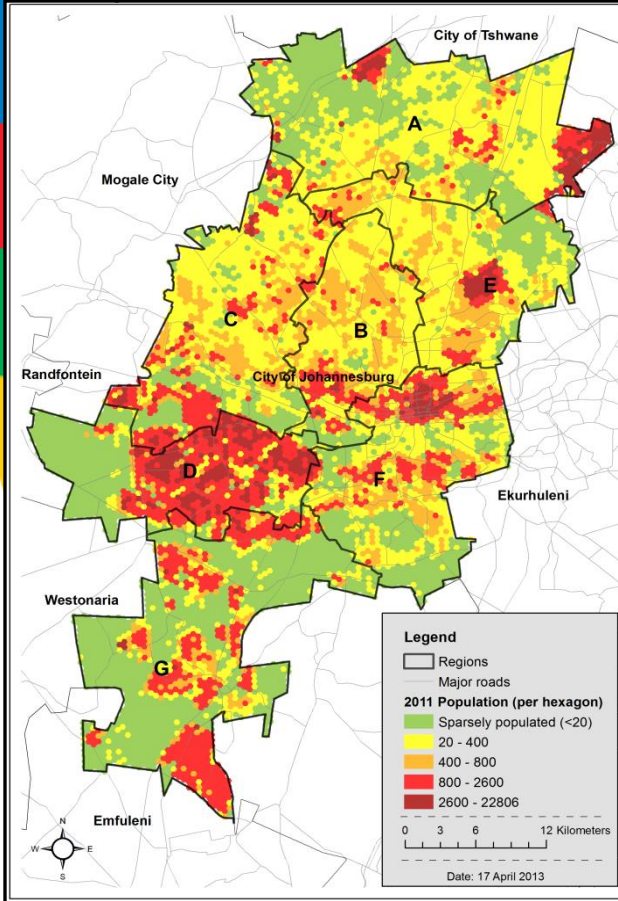 City of Tshwane
A
Mogale City
E
C
B
Randfontein
City of Johannesburg
D
F
Ekurhuleni
Westonaria
G
Emfuleni
N
W E
S
Legend
Regions
Major roads
2011 Population (per hexagon)
Sparsely populated (<20)
20 - 400
400 - 800
800 - 2600
2600 - 22806
0 3 6 12 Kilometers
Date: 17 April 2013